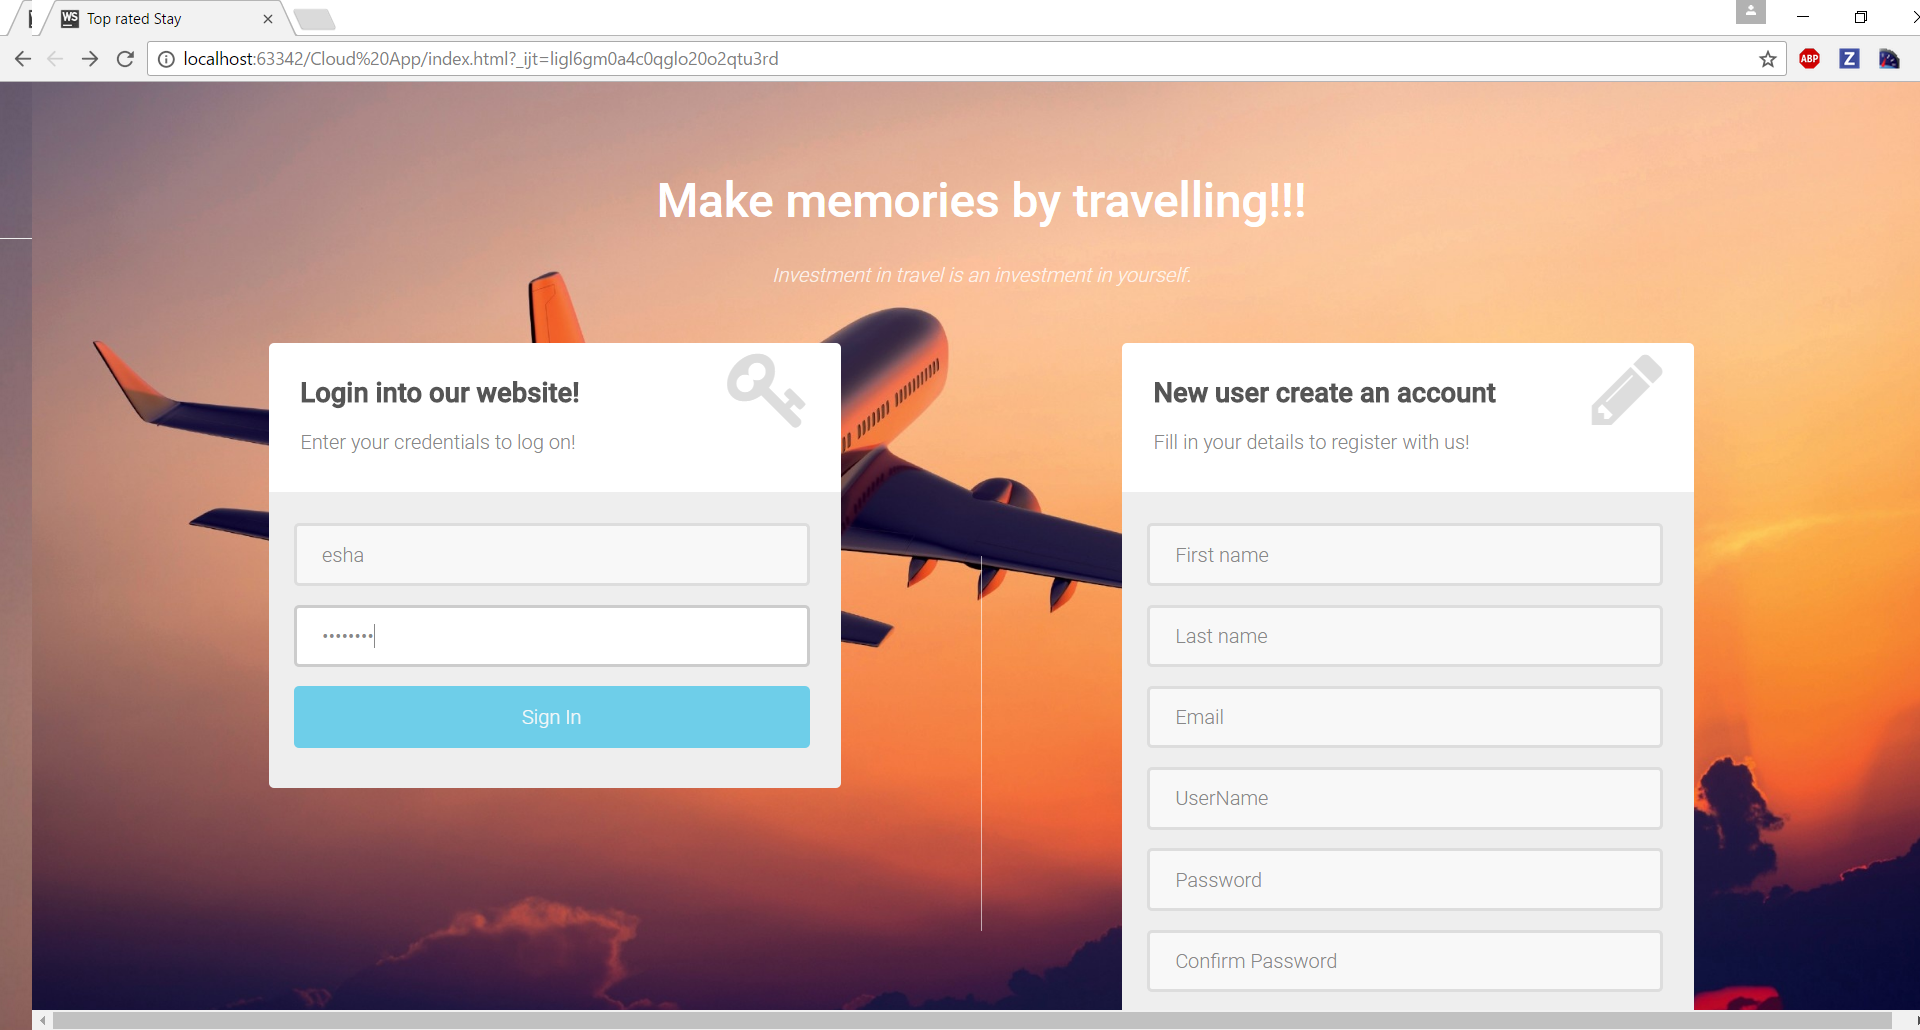 WS Top rated Stay
localhost:63342/Cloud%20App/index.html?_ijt=ligl6gm0a4c0qglo20o2qtu3rd
ABP Z
Make memories by travelling!!!
Investment in travel is an investment in yourself.
Login into our website!
Enter your credentials to log on!
esha
Sign In
New user create an account
Fill in your details to register with us!
First name
Last name
Email
UserName
Password
Confirm Password